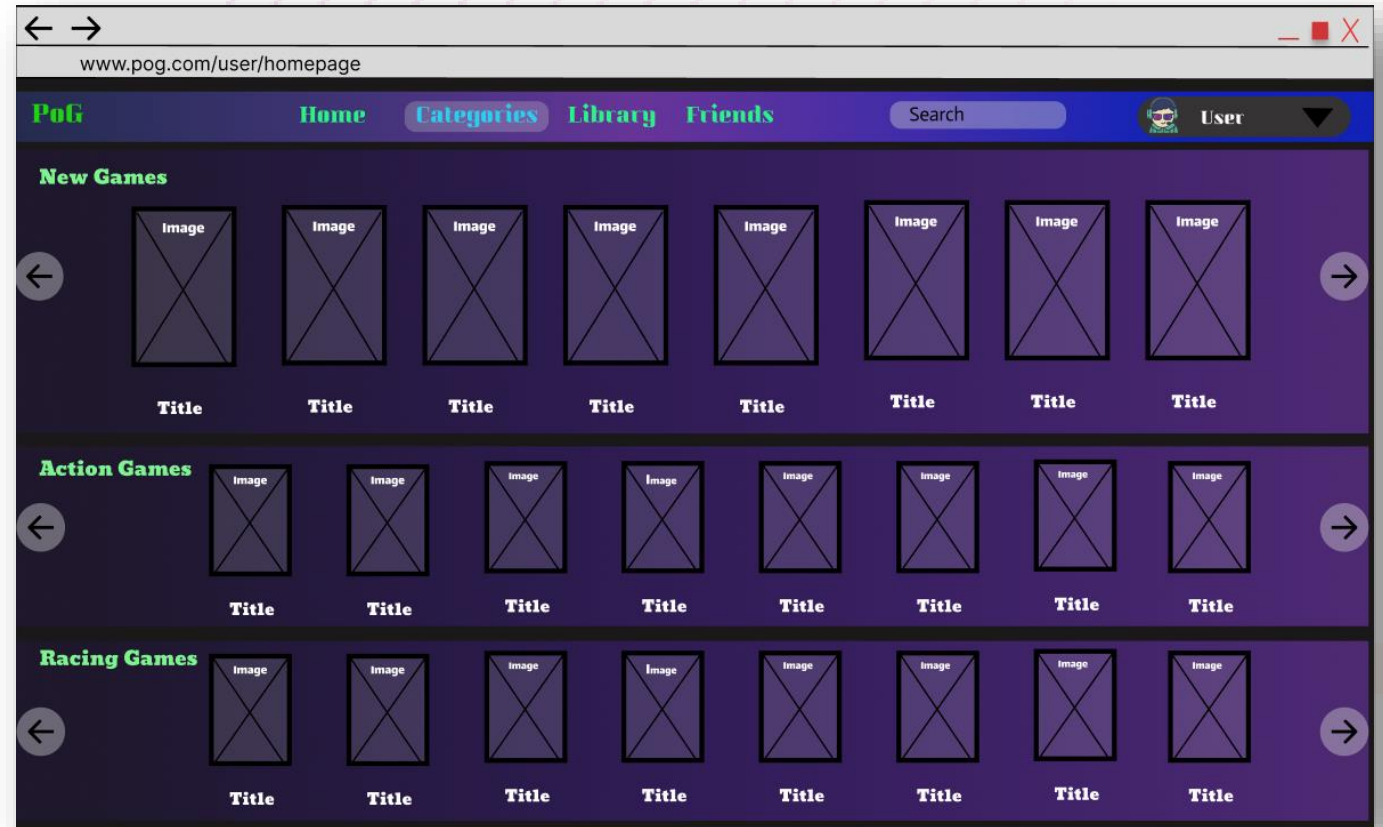 www.pog.com/user/homepage
PoG Home Categories Library Friends Search User
New Games
Image Image Image Image Image Image Image Image
Title Title Title Title Title Title Title Title
Action Games
Image Image Image Image Image Image Image Image
Title Title Title Title Title Title Title Title
Racing Games
Image Image Image Image Image Image Image Image
Title Title Title Title Title Title Title Title